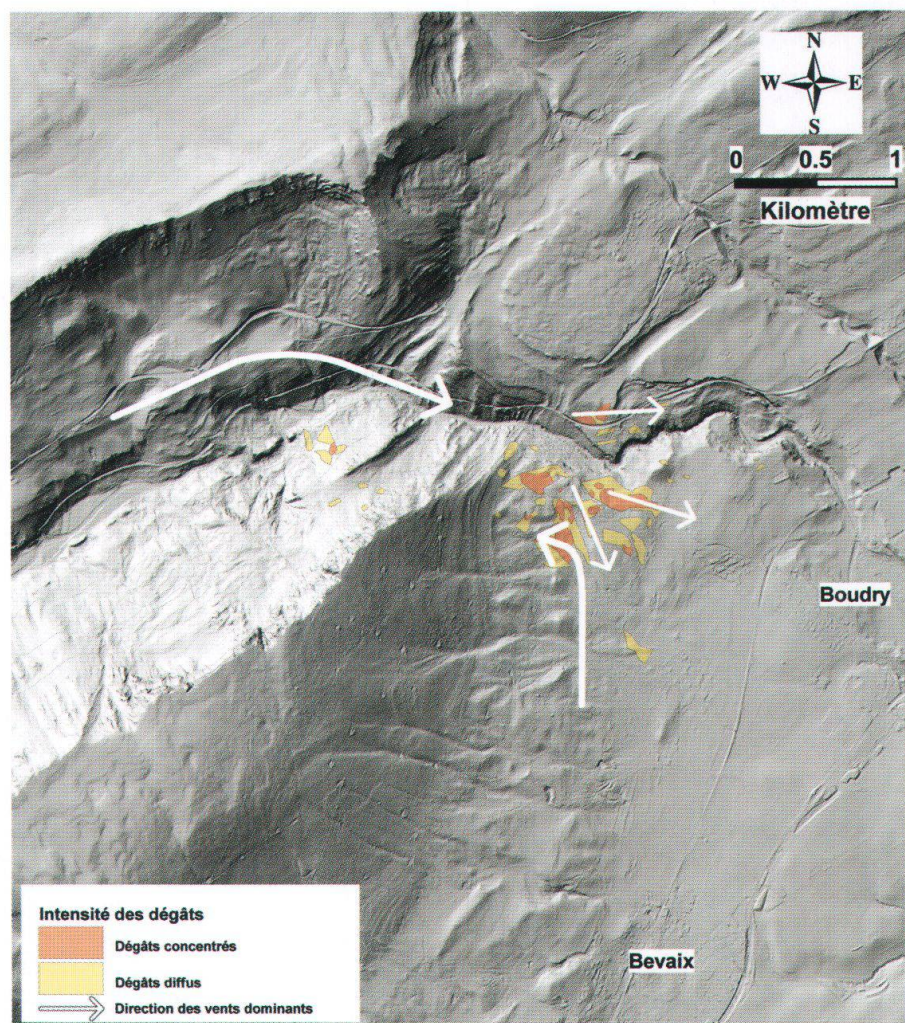 N
W E
S
0 0.5 1
Kilomètre
Boudry
Bevaix
Intensité des dégâts
Dégâts concentrés
Dégâts diffus
Direction des vents dominants